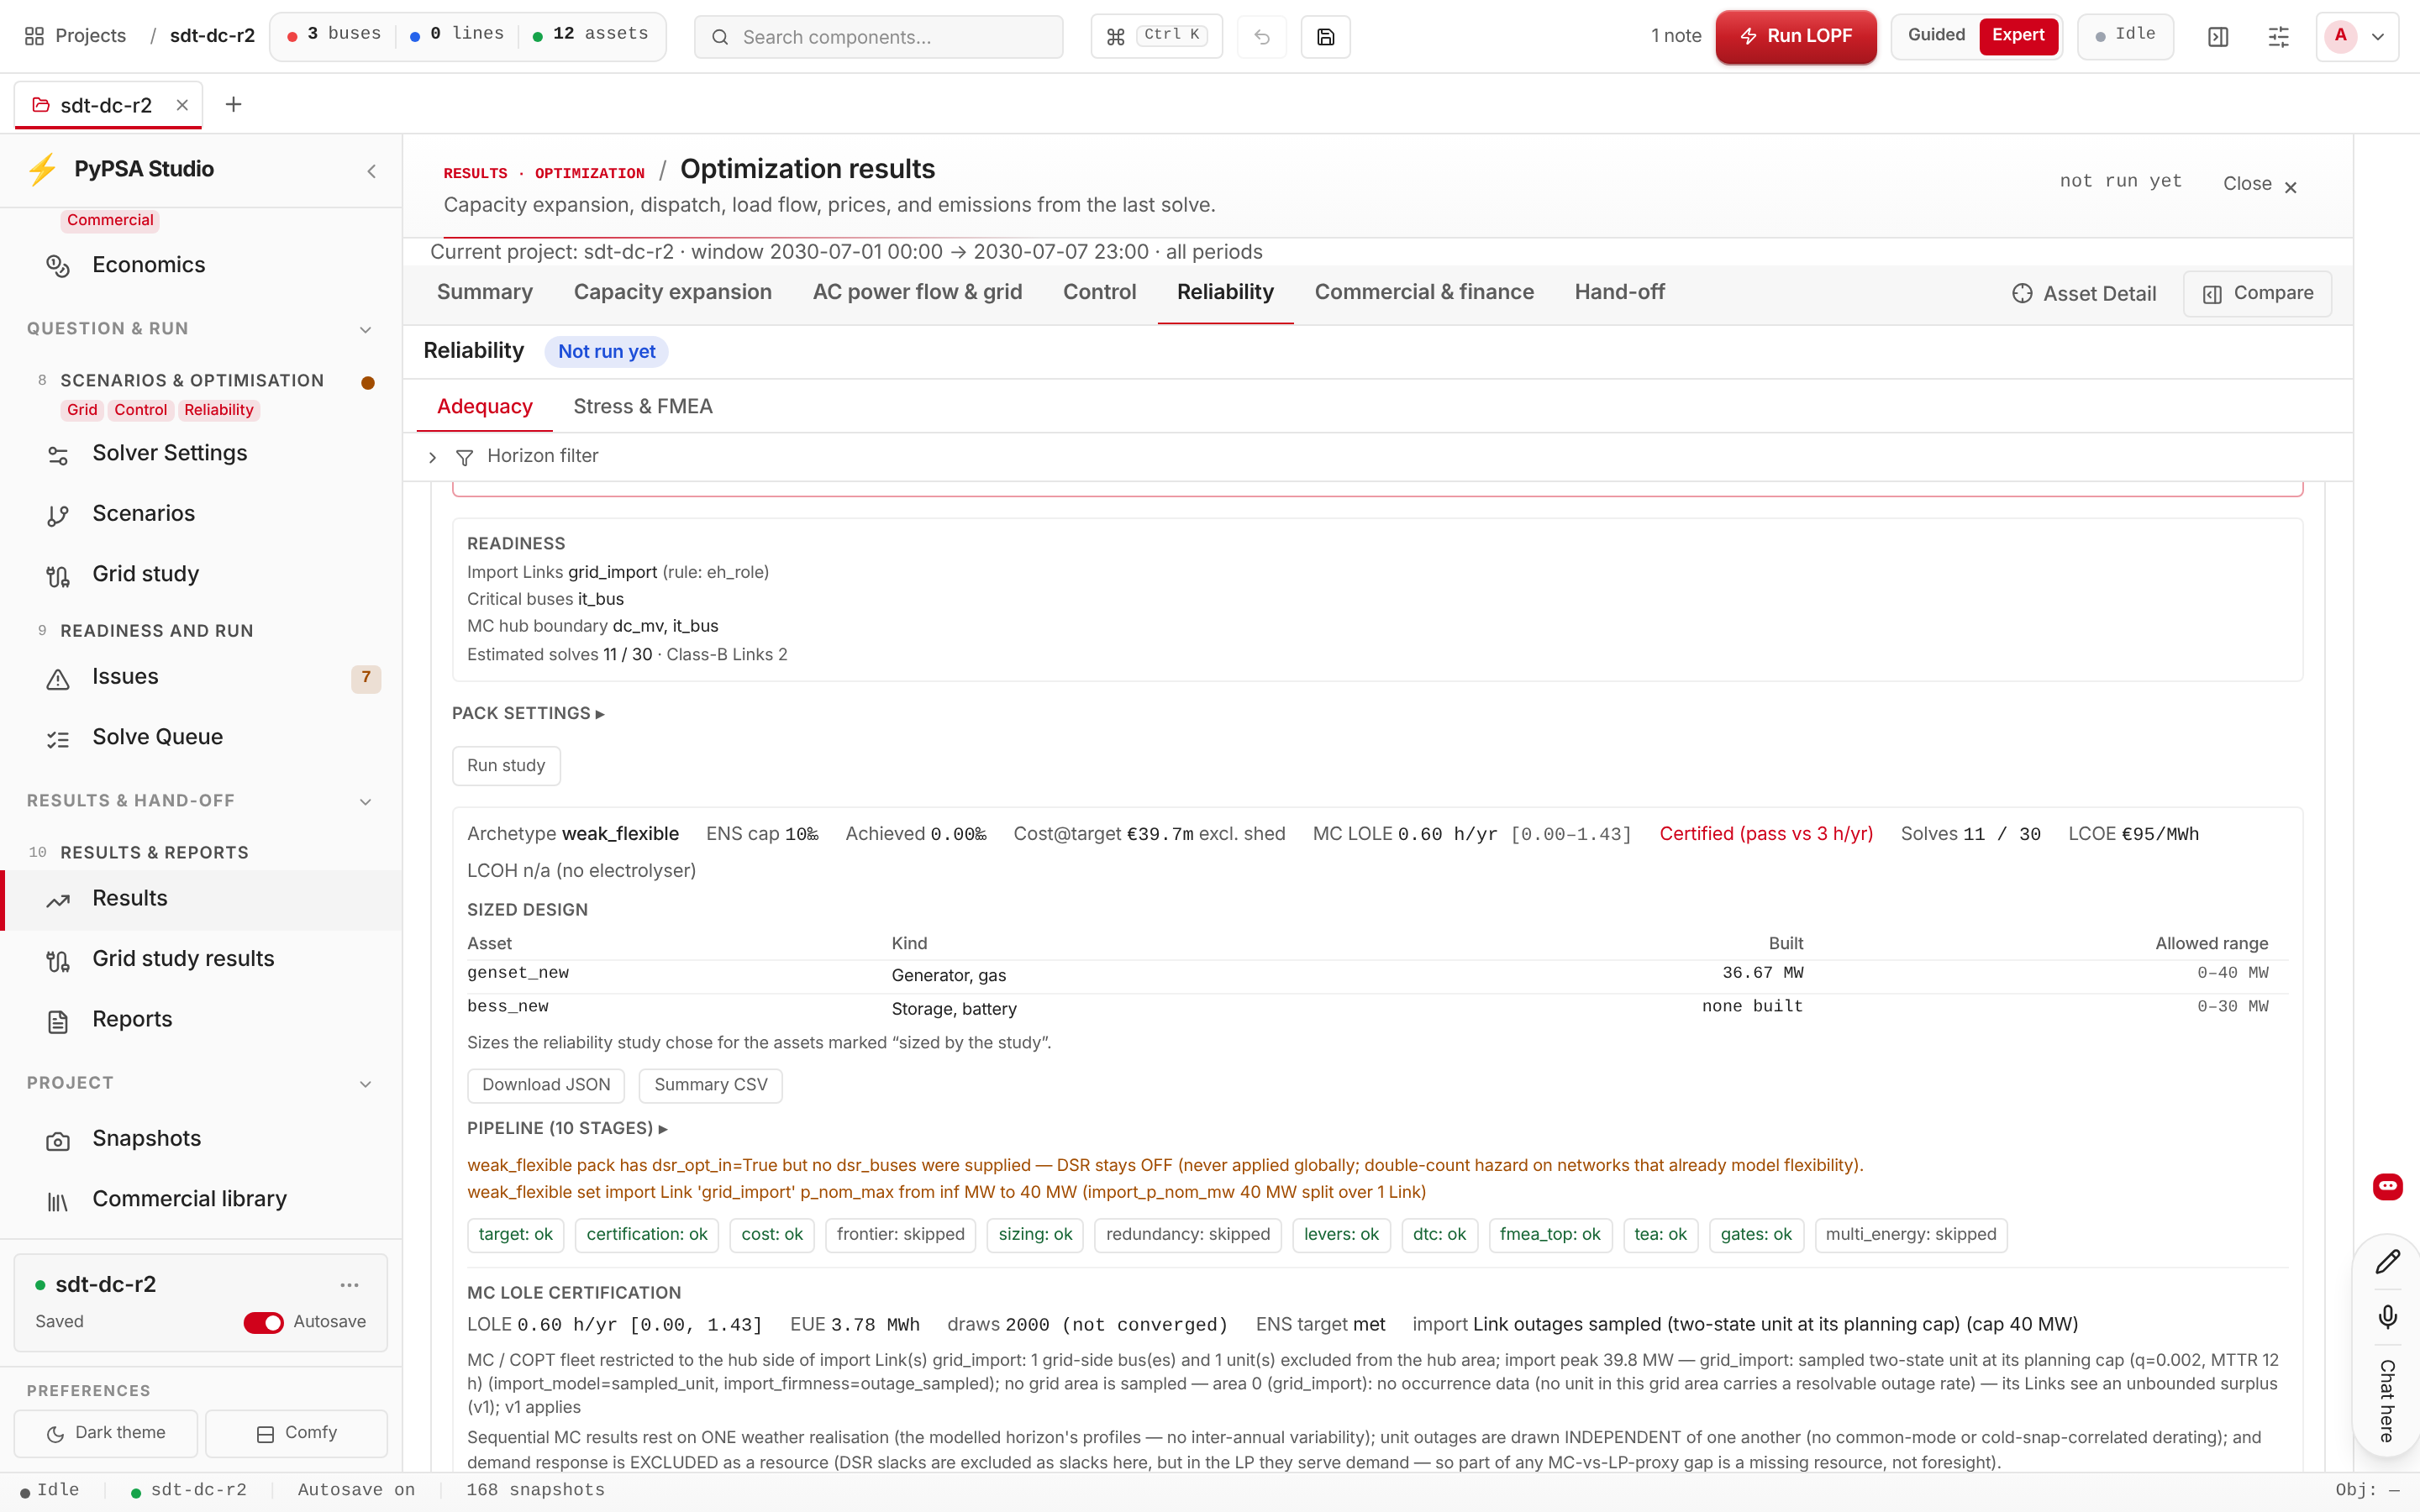 Projects / sdt-dc-r2 3 buses 0 lines 12 assets Search components... Ctrl K 1 note Run LOPF Guided Expert Idle A
sdt-dc-r2
PyPSA Studio
Commercial
Economics
QUESTION & RUN
8 SCENARIOS & OPTIMISATION
Grid Control Reliability
Solver Settings
Scenarios
Grid study
9 READINESS AND RUN
Issues 7
Solve Queue
RESULTS & HAND-OFF
10 RESULTS & REPORTS
Results
Grid study results
Reports
PROJECT
Snapshots
Commercial library
sdt-dc-r2
Saved Autosave
PREFERENCES
Dark theme Comfy
RESULTS · OPTIMIZATION / Optimization results
Capacity expansion, dispatch, load flow, prices, and emissions from the last solve.
not run yet Close
Current project: sdt-dc-r2 · window 2030-07-01 00:00 → 2030-07-07 23:00 · all periods
Summary Capacity expansion AC power flow & grid Control Reliability Commercial & finance Hand-off Asset Detail Compare
Reliability Not run yet
Adequacy Stress & FMEA
Horizon filter
READINESS
Import Links grid_import (rule: eh_role)
Critical buses it_bus
MC hub boundary dc_mv, it_bus
Estimated solves 11 / 30 · Class-B Links 2
PACK SETTINGS ▸
Run study
Archetype weak_flexible ENS cap 10‱ Achieved 0.00‱ Cost@target €39.7m excl. shed MC LOLE 0.60 h/yr [0.00–1.43] Certified (pass vs 3 h/yr) Solves 11 / 30 LCOE €95/MWh
LCOH n/a (no electrolyser)
SIZED DESIGN
Asset Kind Built Allowed range
genset_new Generator, gas 36.67 MW 0–40 MW
bess_new Storage, battery none built 0–30 MW
Sizes the reliability study chose for the assets marked “sized by the study”.
Download JSON Summary CSV
PIPELINE (10 STAGES) ▸
weak_flexible pack has dsr_opt_in=True but no dsr_buses were supplied — DSR stays OFF (never applied globally; double-count hazard on networks that already model flexibility).
weak_flexible set import Link 'grid_import' p_nom_max from inf MW to 40 MW (import_p_nom_mw 40 MW split over 1 Link)
target: ok certification: ok cost: ok frontier: skipped sizing: ok redundancy: skipped levers: ok dtc: ok fmea_top: ok tea: ok gates: ok multi_energy: skipped
MC LOLE CERTIFICATION
LOLE 0.60 h/yr [0.00, 1.43] EUE 3.78 MWh draws 2000 (not converged) ENS target met import Link outages sampled (two-state unit at its planning cap) (cap 40 MW)
MC / COPT fleet restricted to the hub side of import Link(s) grid_import: 1 grid-side bus(es) and 1 unit(s) excluded from the hub area; import peak 39.8 MW — grid_import: sampled two-state unit at its planning cap (q=0.002, MTTR 12
h) (import_model=sampled_unit, import_firmness=outage_sampled); no grid area is sampled — area 0 (grid_import): no occurrence data (no unit in this grid area carries a resolvable outage rate) — its Links see an unbounded surplus
(v1); v1 applies
Sequential MC results rest on ONE weather realisation (the modelled horizon's profiles — no inter-annual variability); unit outages are drawn INDEPENDENT of one another (no common-mode or cold-snap-correlated derating); and
demand response is EXCLUDED as a resource (DSR slacks are excluded as slacks here, but in the LP they serve demand — so part of any MC-vs-LP-proxy gap is a missing resource, not foresight).
Chat here
Idle sdt-dc-r2 Autosave on 168 snapshots Obj: —